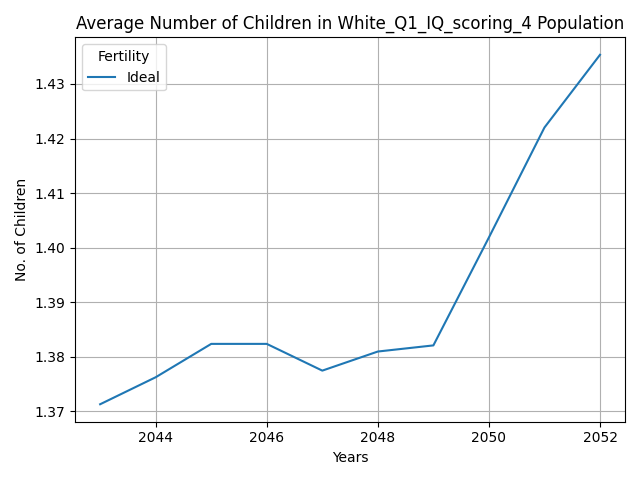 Average Number of Children in White_Q1_IQ_scoring_4 Population
Fertility
Ideal
No. of Children
1.43
1.42
1.41
1.40
1.39
1.38
1.37
2044 2046 2048 2050 2052
Years